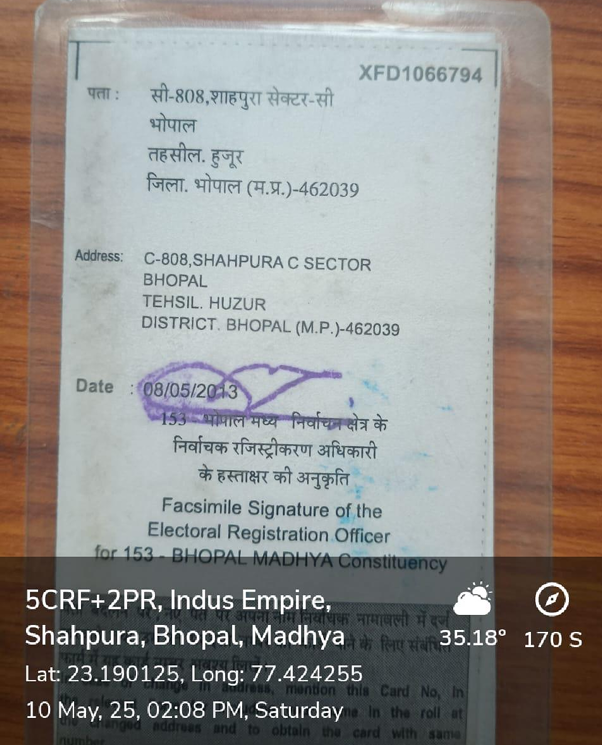 XFD1066794
पता : सी-808,शाहपुरा सेक्टर-सी
भोपाल
तहसील. हुजूर
जिला. भोपाल (म.प्र.)-462039
Address: C-808,SHAHPURA C SECTOR
BHOPAL
TEHSIL. HUZUR
DISTRICT. BHOPAL (M.P.)-462039
Date : 08/05/2013
153 भोपाल मध्य निर्वाचन क्षेत्र के
निर्वाचक रजिस्ट्रीकरण अधिकारी
के हस्ताक्षर की अनुकृति
Facsimile Signature of the
Electoral Registration Officer
for 153 - BHOPAL MADHYA Constituency
5CRF+2PR, Indus Empire,
Shahpura, Bhopal, Madhya
35.18° 170 S
Lat: 23.190125, Long: 77.424255
10 May, 25, 02:08 PM, Saturday
नामावली में दर्ज
के लिए संबंधित
change in address, mention this Card No, In
in the roll at
address and to obtain the card with same
number.